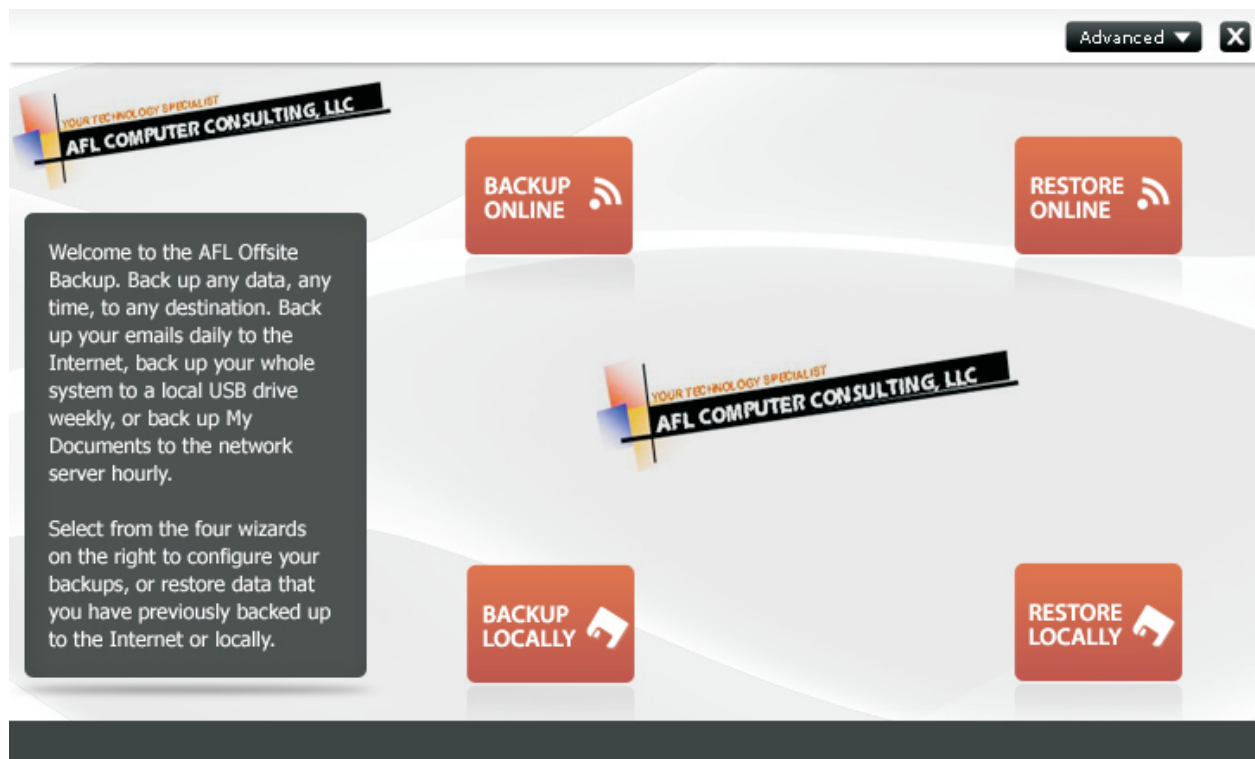 Advanced
X
YOUR TECHNOLOGY SPECIALIST
AFL COMPUTER CONSULTING, LLC
Welcome to the AFL Offsite
Backup. Back up any data, any
time, to any destination. Back
up your emails daily to the
Internet, back up your whole
system to a local USB drive
weekly, or back up My
Documents to the network
server hourly.
Select from the four wizards
on the right to configure your
backups, or restore data that
you have previously backed up
to the Internet or locally.
BACKUP
ONLINE
RESTORE
ONLINE
YOUR TECHNOLOGY SPECIALIST
AFL COMPUTER CONSULTING, LLC
BACKUP
LOCALLY
RESTORE
LOCALLY